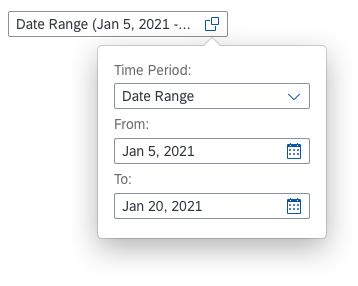 Date Range (Jan 5, 2021 -...
Time Period:
Date Range
From:
Jan 5, 2021
To:
Jan 20, 2021